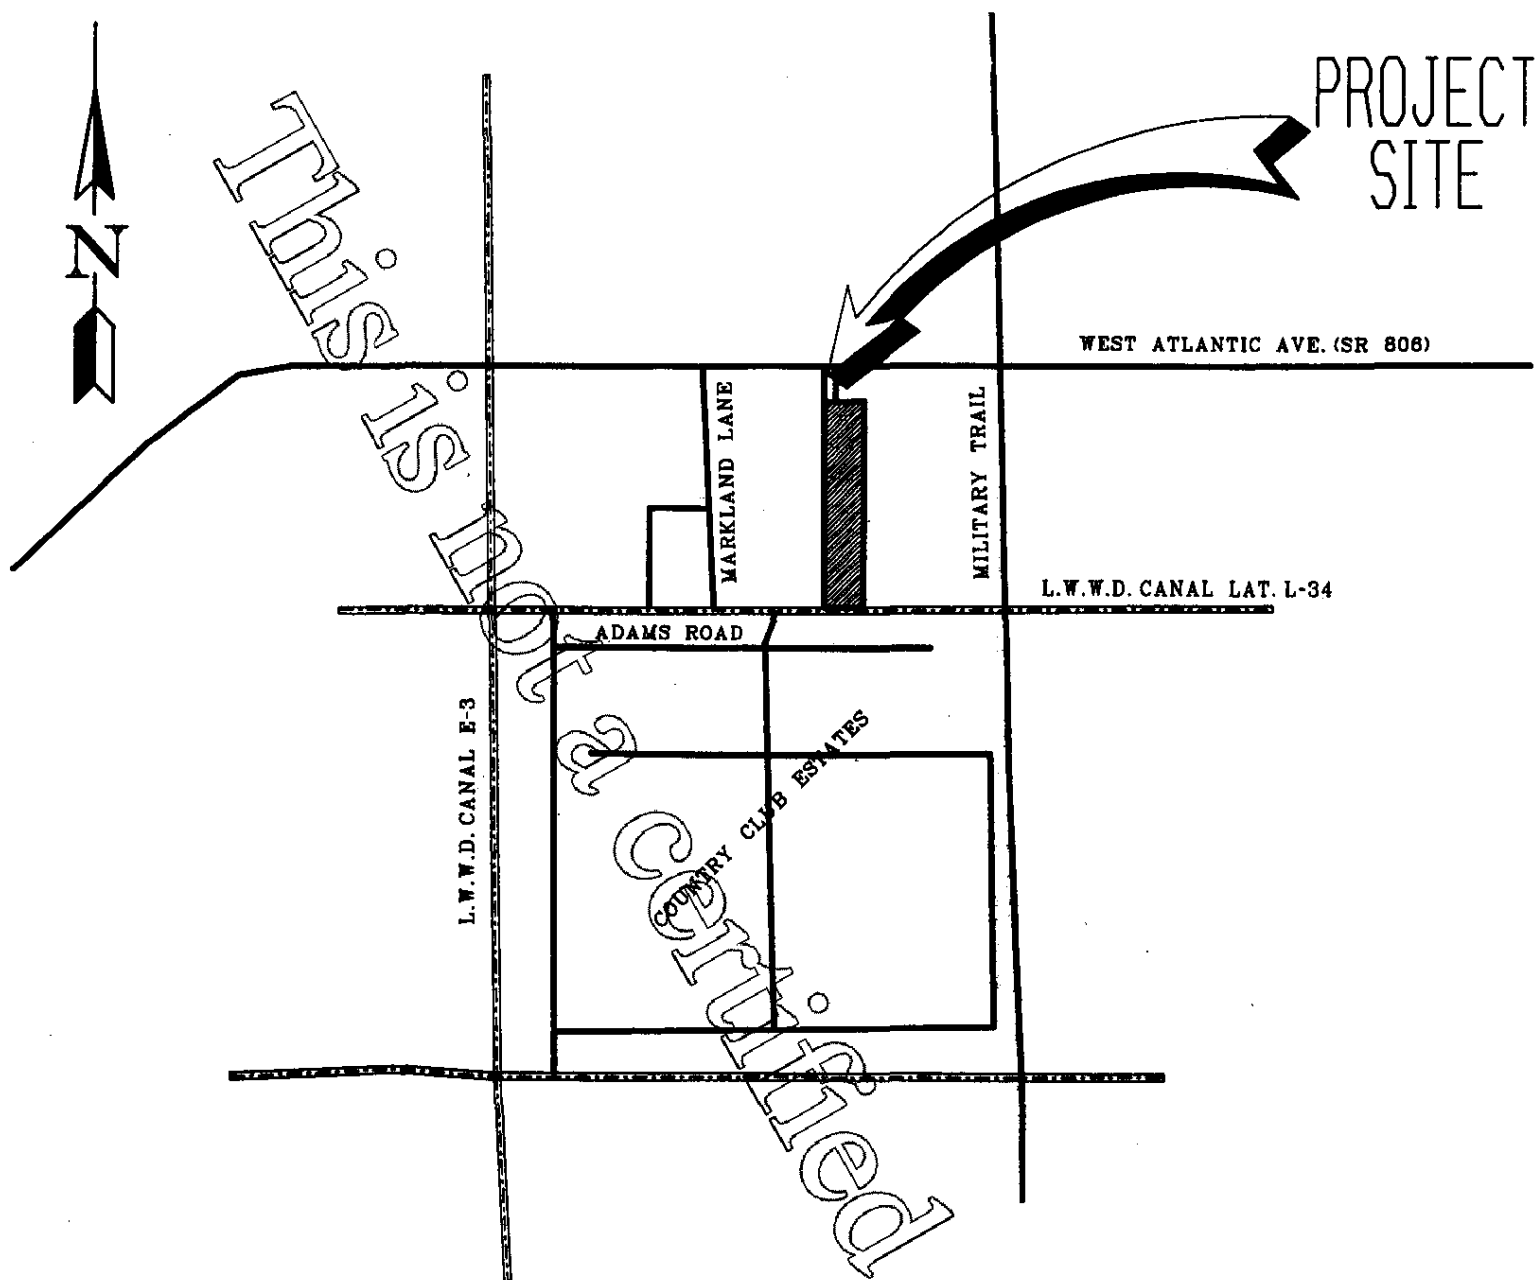 PROJECT
SITE
N
WEST ATLANTIC AVE. (SR 806)
MARKLAND LANE
MILITARY TRAIL
L.W.W.D. CANAL LAT. L-34
ADAMS ROAD
L.W.W.D. CANAL E-3
COUNTRY CLUB ESTATES
This is not a certified